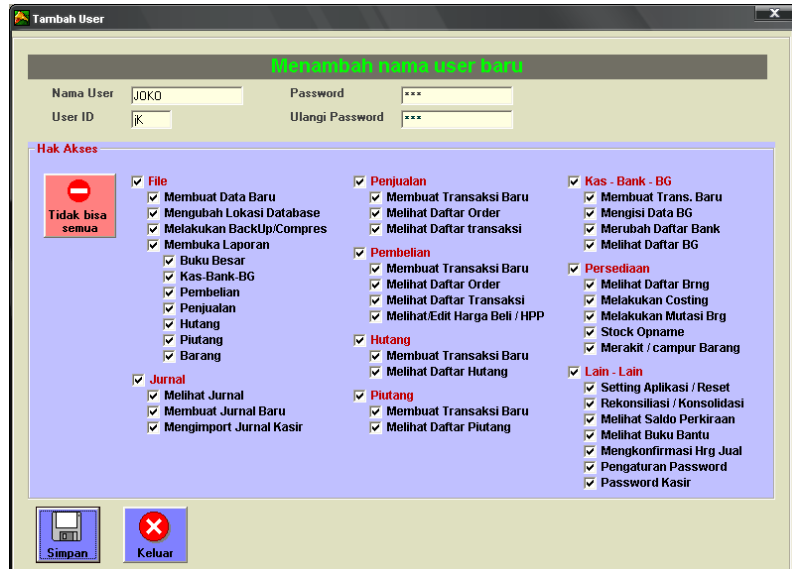 Tambah User
Menambah nama user baru
Nama User JOKO Password ***
User ID jK Ulangi Password ***
Hak Akses
Tidak bisa
semua
File
Membuat Data Baru
Mengubah Lokasi Database
Melakukan BackUp/Compres
Membuka Laporan
Buku Besar
Kas-Bank-BG
Pembelian
Penjualan
Hutang
Piutang
Barang
Jurnal
Melihat Jurnal
Membuat Jurnal Baru
Mengimport Jurnal Kasir
Penjualan
Membuat Transaksi Baru
Melihat Daftar Order
Melihat Daftar transaksi
Pembelian
Membuat Transaksi Baru
Melihat Daftar Order
Melihat Daftar Transaksi
Melihat/Edit Harga Beli / HPP
Hutang
Membuat Transaksi Baru
Melihat Daftar Hutang
Piutang
Membuat Transaksi Baru
Melihat Daftar Piutang
Kas - Bank - BG
Membuat Trans. Baru
Mengisi Data BG
Merubah Daftar Bank
Melihat Daftar BG
Persediaan
Melihat Daftar Brng
Melakukan Costing
Melakukan Mutasi Brg
Stock Opname
Merakit / campur Barang
Lain - Lain
Setting Aplikasi / Reset
Rekonsiliasi / Konsolidasi
Melihat Saldo Perkiraan
Melihat Buku Bantu
Mengkonfirmasi Hrg Jual
Pengaturan Password
Password Kasir
Simpan
Keluar